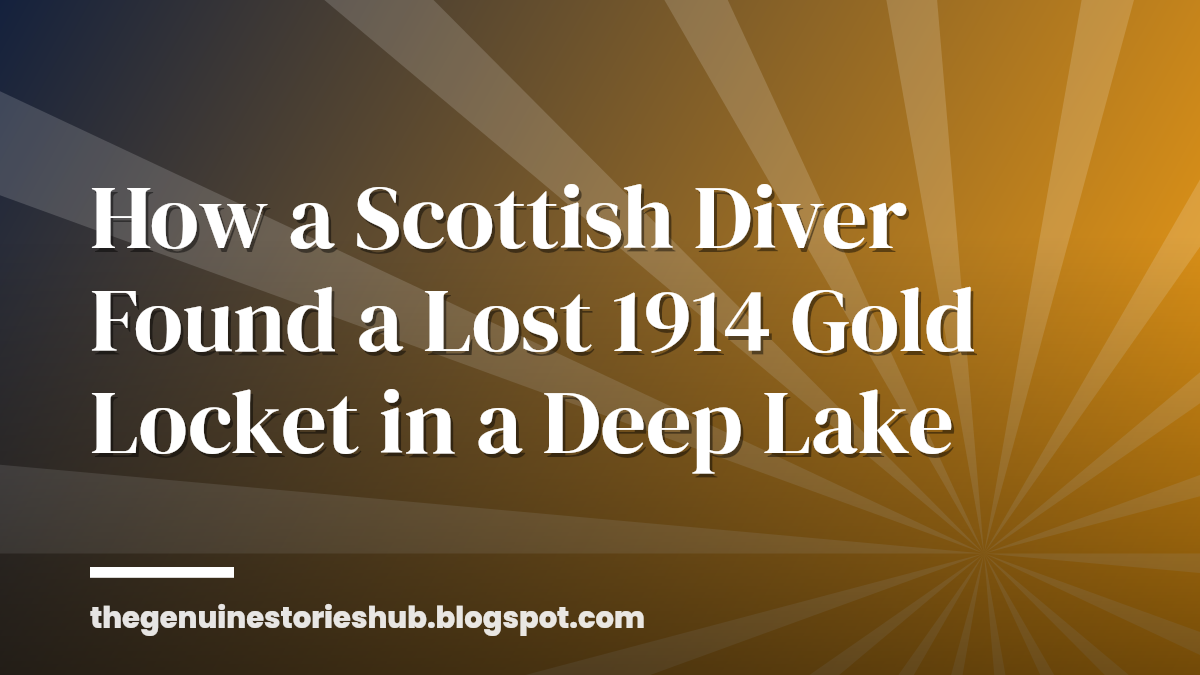 How a Scottish Diver
Found a Lost 1914 Gold
Locket in a Deep Lake
thegenuinestorieshub.blogspot.com